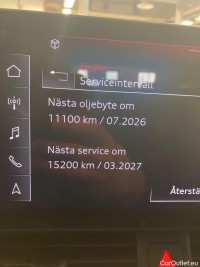 Serviceintervall
Nästa oljebyte om
11100 km / 07.2026
Nästa service om
15200 km / 03.2027
Återstä
CarOutlet.eu